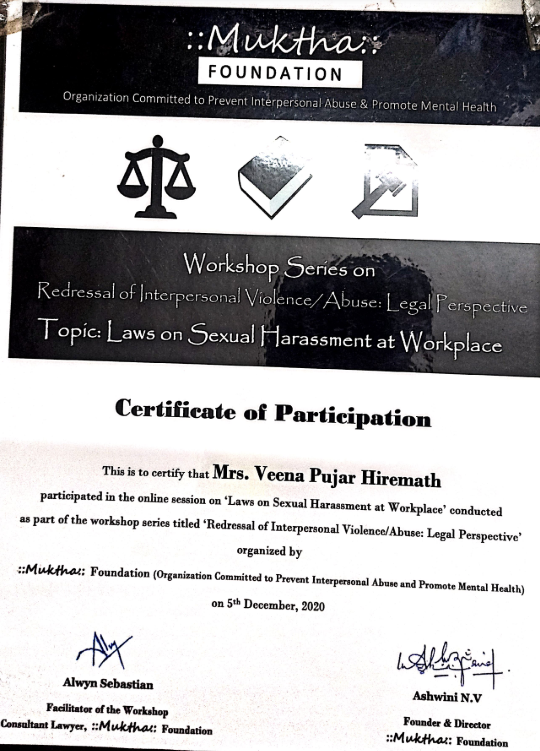 ::Muktha::
FOUNDATION
Organization Committed to Prevent Interpersonal Abuse & Promote Mental Health
Workshop Series on
Redressal of Interpersonal Violence/Abuse: Legal Perspective
Topic: Laws on Sexual Harassment at Workplace
Certificate of Participation
This is to certify that Mrs. Veena Pujar Hiremath
participated in the online session on ‘Laws on Sexual Harassment at Workplace’ conducted
as part of the workshop series titled ‘Redressal of Interpersonal Violence/Abuse: Legal Perspective’
organized by
::Muktha:: Foundation (Organization Committed to Prevent Interpersonal Abuse and Promote Mental Health)
on 5th December, 2020
Alwyn Sebastian
Facilitator of the Workshop
Consultant Lawyer, ::Muktha:: Foundation
Ashwini N.V
Founder & Director
::Muktha:: Foundation